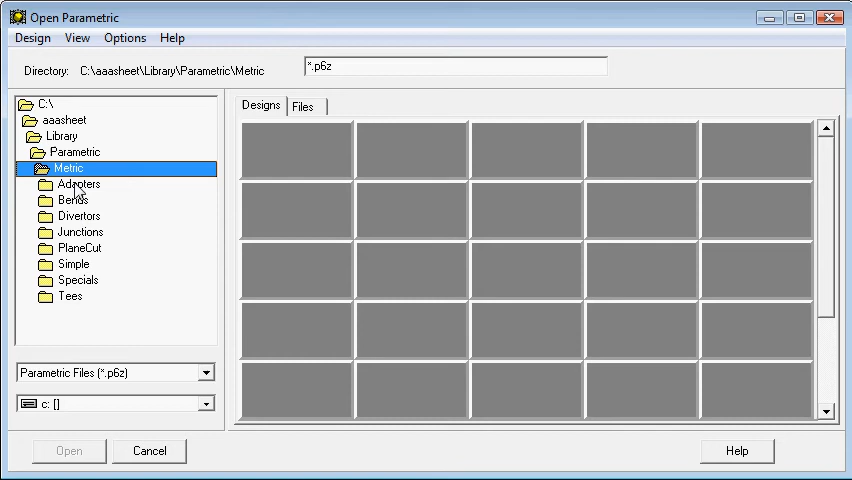 Open Parametric
Design View Options Help
Directory: C:\aaasheet\Library\Parametric\Metric
*.p6z
C:\
aaasheet
Library
Parametric
Metric
Adapters
Bends
Divertors
Junctions
PlaneCut
Simple
Specials
Tees
Parametric Files (*.p6z)
c: []
Designs Files
Open Cancel Help